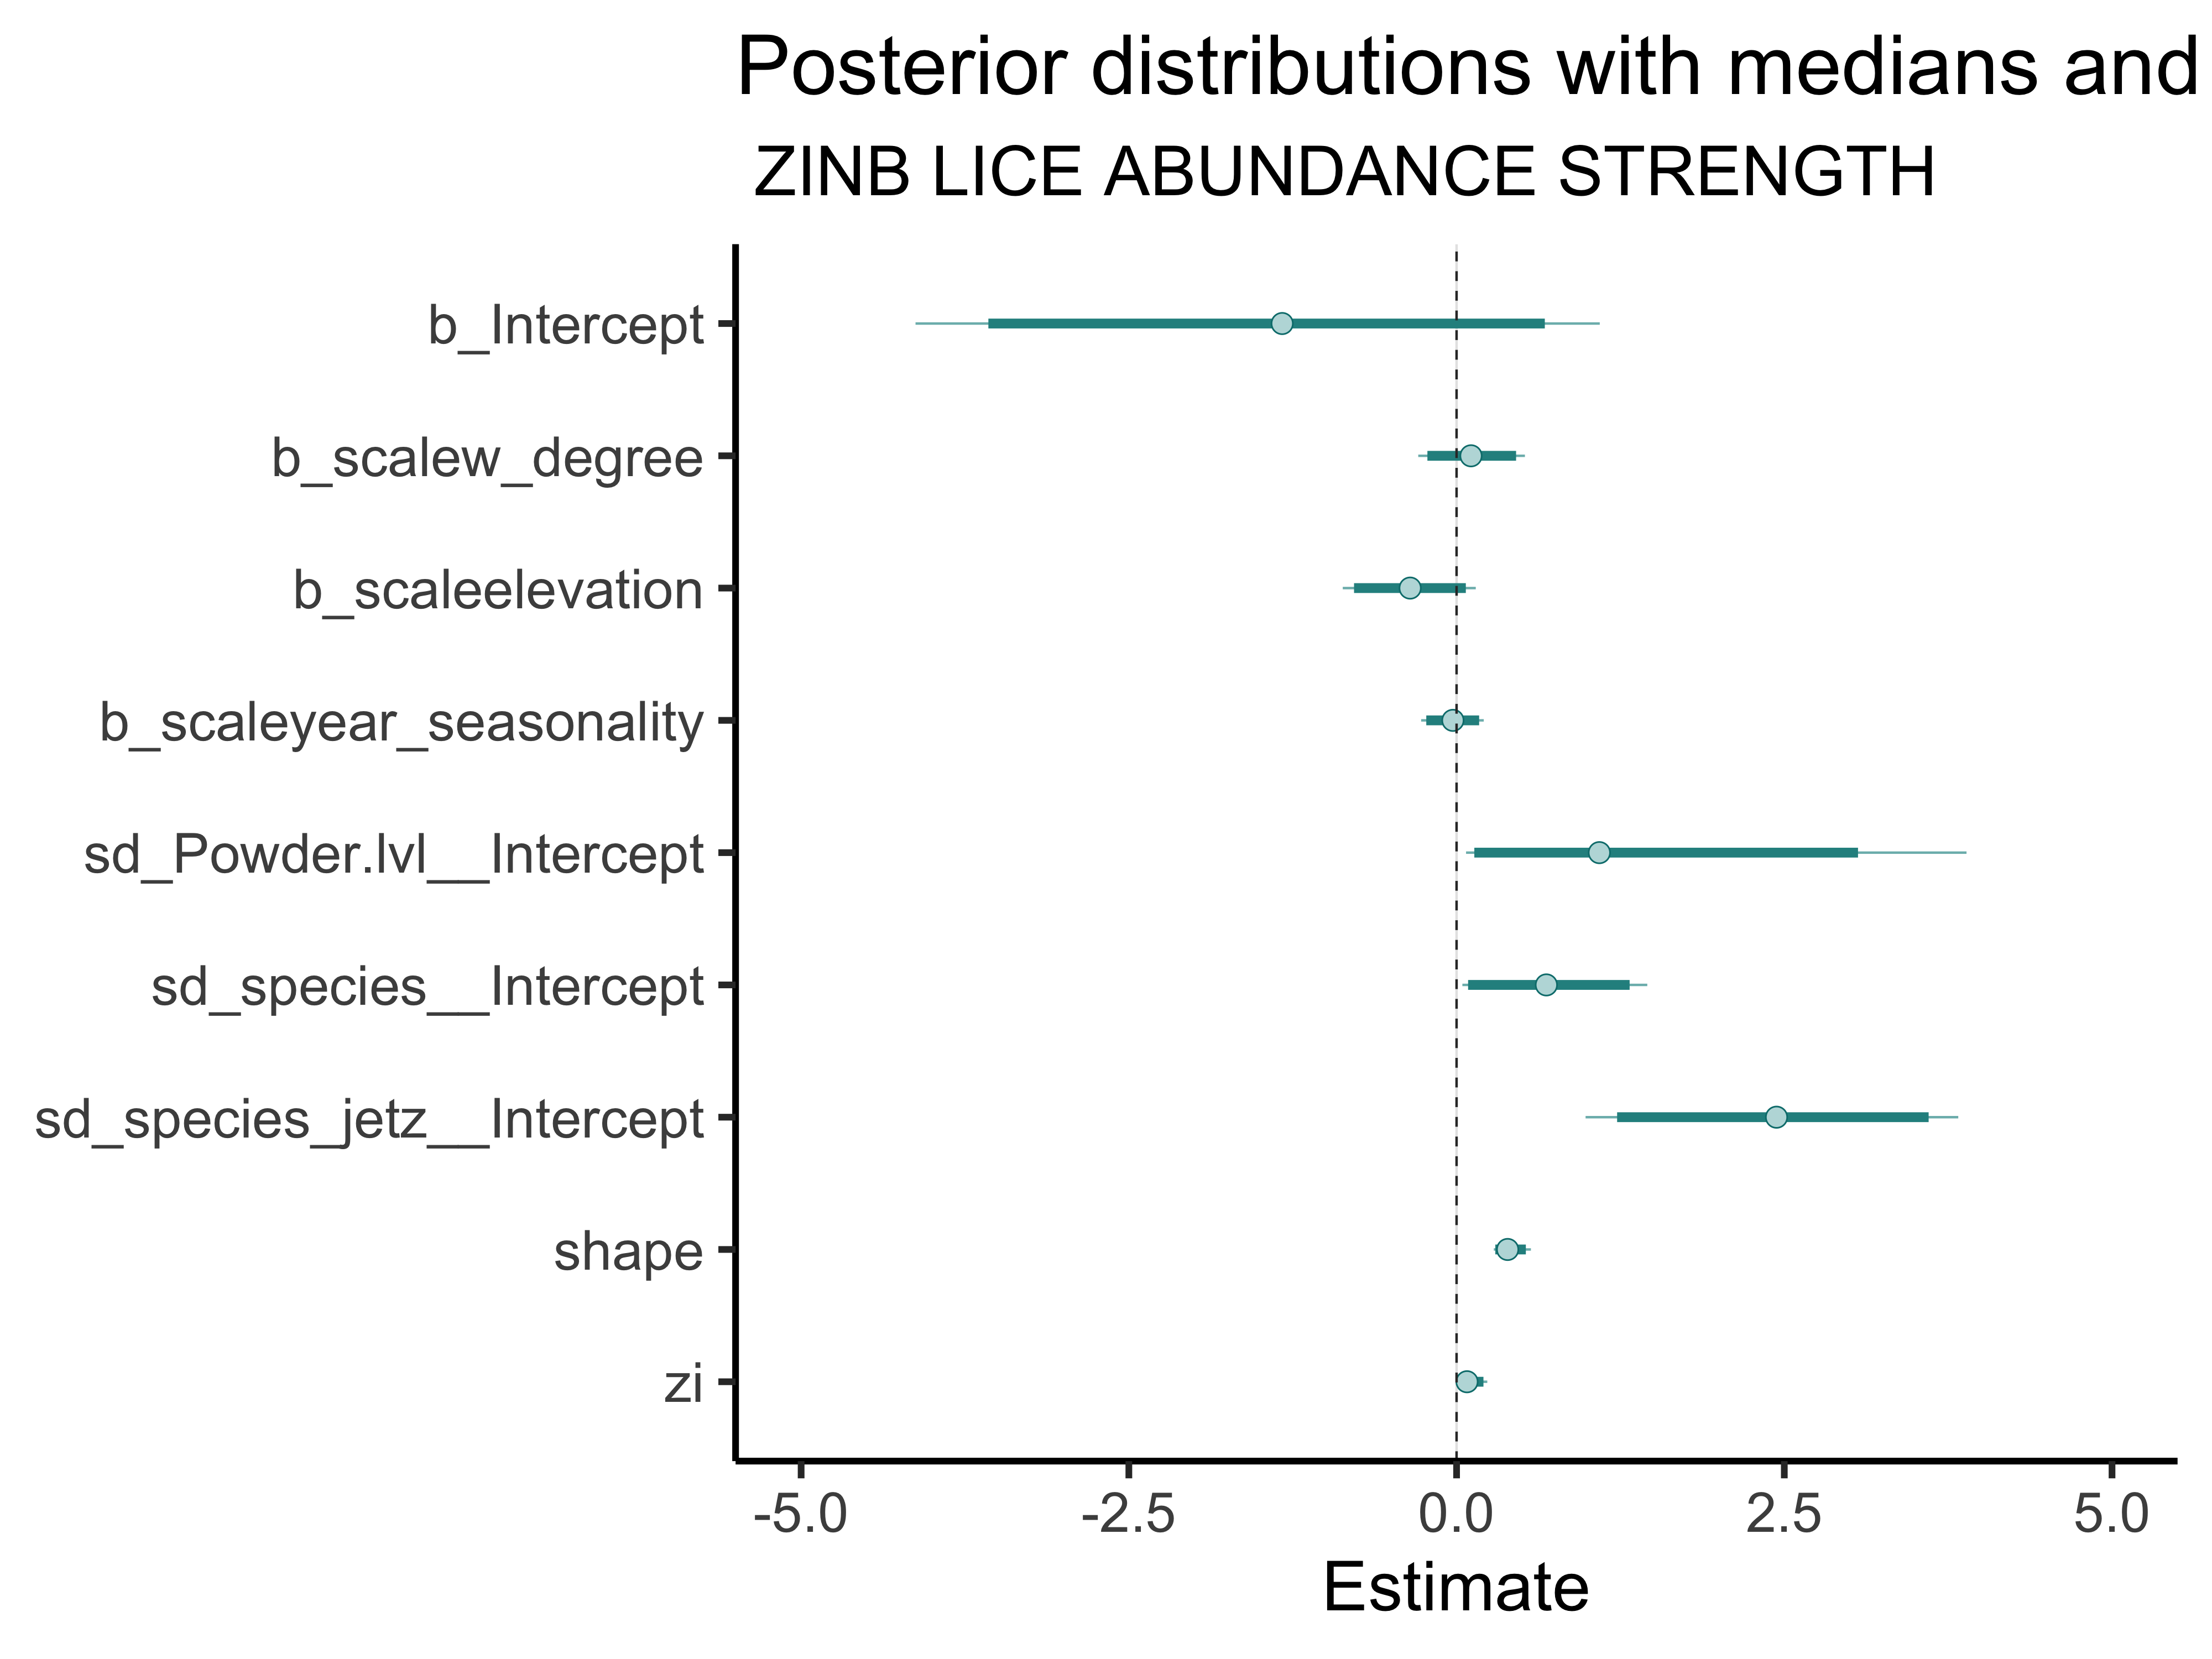 Posterior distributions with medians and
ZINB LICE ABUNDANCE STRENGTH
b_Intercept
b_scalew_degree
b_scaleelevation
b_scaleyear_seasonality
sd_Powder.lvl__Intercept
sd_species__Intercept
sd_species_jetz__Intercept
shape
zi
-5.0 -2.5 0.0 2.5 5.0
Estimate